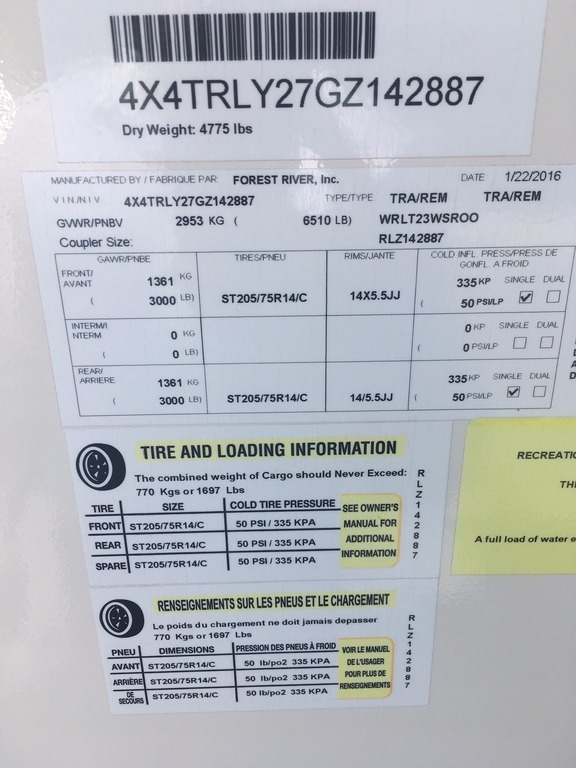 4X4TRLY27GZ142887
Dry Weight: 4775 lbs
MANUFACTURED BY / FABRIQUE PAR FOREST RIVER, Inc. DATE 1/22/2016
VIN/NIV 4X4TRLY27GZ142887 TYPE/TYPE TRA/REM TRA/REM
GVWR/PNBV 2953 KG ( 6510 LB) WRLT23WSROO
Coupler Size: RLZ142887
GAWR/PNBE TIRES/PNEU RIMS/JANTE COLD INFL. PRESS/PRESS DE
GONFL. A FROID
FRONT/
AVANT 1361 KG 335 KP SINGLE DUAL
( 3000 LB) ST205/75R14/C 14X5.5JJ ( 50 PSI/LP
INTERM/I
NTERM 0 KG 0 KP SINGLE DUAL
( 0 LB) ( 0 PSI/LP
REAR/
ARRIERE 1361 KG 335 KP SINGLE DUAL
( 3000 LB) ST205/75R14/C 14/5.5JJ ( 50 PSI/LP
TIRE AND LOADING INFORMATION
The combined weight of Cargo should Never Exceed:
770 Kgs or 1697 Lbs
TIRE SIZE COLD TIRE PRESSURE
FRONT ST205/75R14/C 50 PSI / 335 KPA
REAR ST205/75R14/C 50 PSI / 335 KPA
SPARE ST205/75R14/C 50 PSI / 335 KPA
SEE OWNER'S
MANUAL FOR
ADDITIONAL
INFORMATION
RLZ142887
RECREATIO
TH
A full load of water e
RENSEIGNEMENTS SUR LES PNEUS ET LE CHARGEMENT
Le poids du chargement ne doit jamais depasser
770 Kgs or 1697 Lbs
PNEU DIMENSIONS PRESSION DES PNEUS À FROID
AVANT ST205/75R14/C 50 lb/po2 335 KPA
ARRIÈRE ST205/75R14/C 50 lb/po2 335 KPA
DE
SECOURS ST205/75R14/C 50 lb/po2 335 KPA
VOIR LE MANUEL
DE L'USAGER
POUR PLUS DE
RENSEIGNEMENTS
RLZ142887